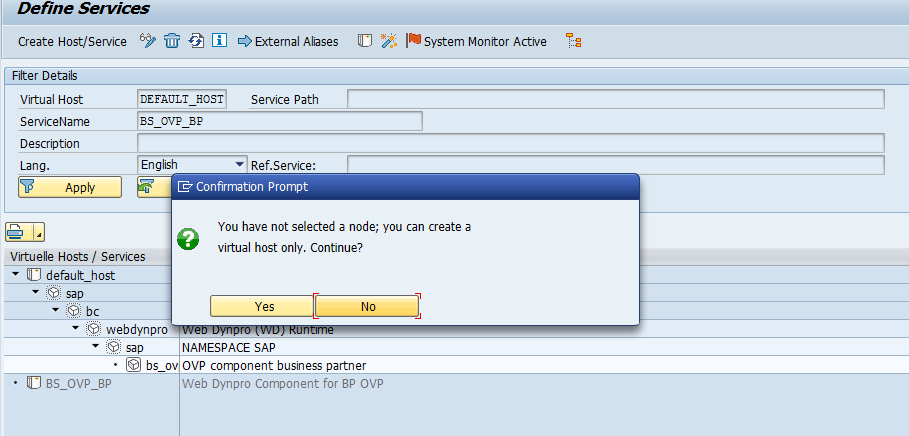 Define Services
Create Host/Service External Aliases System Monitor Active
Filter Details
Virtual Host DEFAULT_HOST Service Path
ServiceName BS_OVP_BP
Description
Lang. English Ref.Service:
Apply
Confirmation Prompt
You have not selected a node; you can create a
virtual host only. Continue?
Yes No
Virtuelle Hosts / Services
default_host
sap
bc
webdynpro Web Dynpro (WD) Runtime
sap NAMESPACE SAP
bs_ov OVP component business partner
BS_OVP_BP Web Dynpro Component for BP OVP